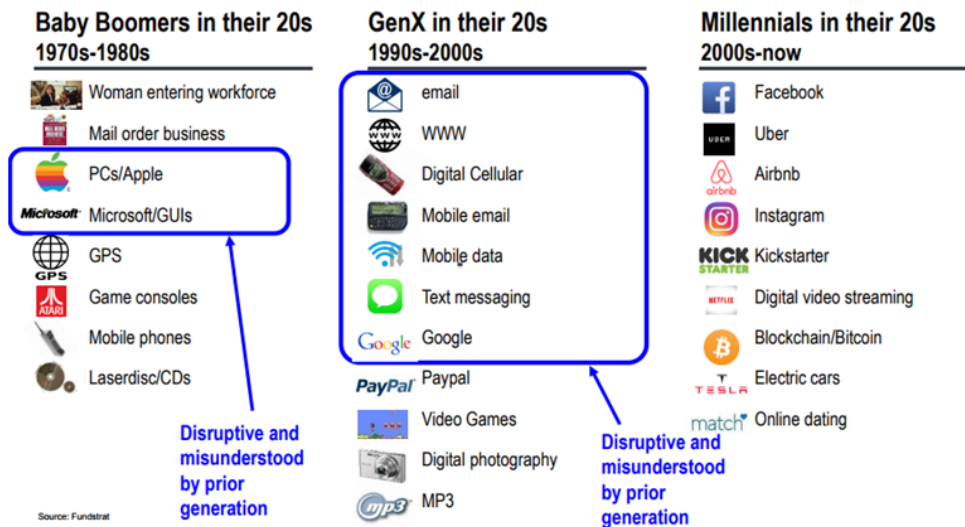 Baby Boomers in their 20s
1970s-1980s
Woman entering workforce
Mail order business
PCs/Apple
Microsoft
Microsoft/GUIs
GPS
GPS
ATARI
Game consoles
Mobile phones
Laserdisc/CDs
Disruptive and
misunderstood
by prior
generation
Source: Fundstrat
GenX in their 20s
1990s-2000s
@
email
WWW
WWW
Digital Cellular
Mobile email
Mobile data
Text messaging
Google
Google
PayPal
Paypal
Video Games
Digital photography
mp3
MP3
Disruptive and
misunderstood
by prior
generation
Millennials in their 20s
2000s-now
f
Facebook
UBER
Uber
airbnb
Airbnb
Instagram
KICK
STARTER
Kickstarter
NETFLIX
Digital video streaming
Blockchain/Bitcoin
TESLA
Electric cars
match
Online dating